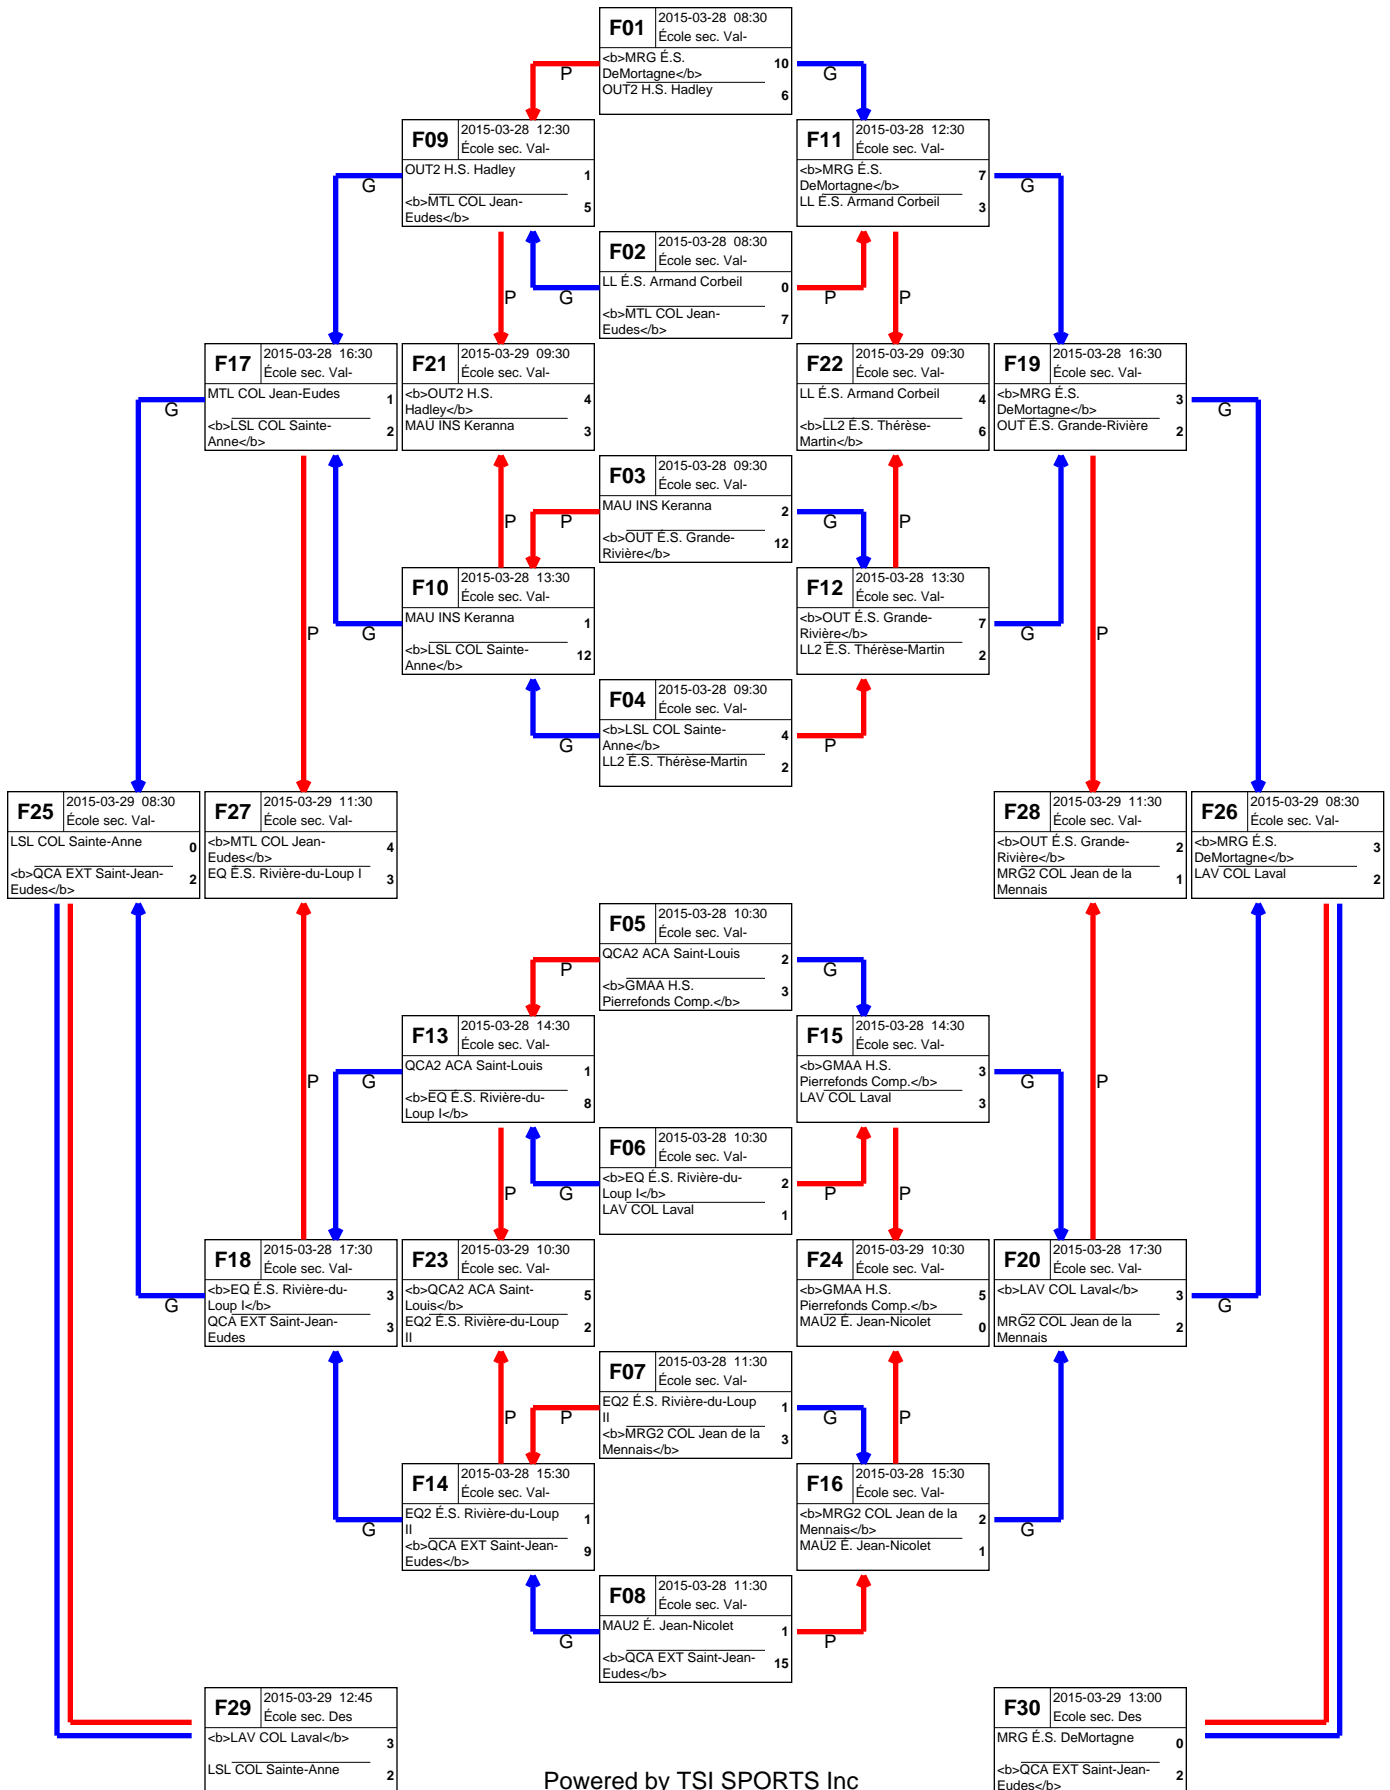 F01
2015-03-28 08:30
École sec. Val-
<b>MRG É.S.
DeMortagne</b>
10
OUT2 H.S. Hadley
6
P
G
F09
2015-03-28 12:30
École sec. Val-
OUT2 H.S. Hadley
1
<b>MTL COL Jean-
Eudes</b>
5
F11
2015-03-28 12:30
École sec. Val-
<b>MRG É.S.
DeMortagne</b>
7
LL É.S. Armand Corbeil
3
G
G
F02
2015-03-28 08:30
École sec. Val-
LL É.S. Armand Corbeil
0
<b>MTL COL Jean-
Eudes</b>
7
P
G
P
P
F17
2015-03-28 16:30
École sec. Val-
MTL COL Jean-Eudes
1
<b>LSL COL Sainte-
Anne</b>
2
F21
2015-03-29 09:30
École sec. Val-
<b>OUT2 H.S.
Hadley</b>
4
MAU INS Keranna
3
F22
2015-03-29 09:30
École sec. Val-
LL É.S. Armand Corbeil
4
<b>LL2 É.S. Thérèse-
Martin</b>
6
F19
2015-03-28 16:30
École sec. Val-
<b>MRG É.S.
DeMortagne</b>
3
OUT É.S. Grande-Rivière
2
G
G
F03
2015-03-28 09:30
École sec. Val-
MAU INS Keranna
2
<b>OUT É.S. Grande-
Rivière</b>
12
P
P
G
P
F10
2015-03-28 13:30
École sec. Val-
MAU INS Keranna
1
<b>LSL COL Sainte-
Anne</b>
12
F12
2015-03-28 13:30
École sec. Val-
<b>OUT É.S. Grande-
Rivière</b>
7
LL2 É.S. Thérèse-Martin
2
P
G
G
P
F04
2015-03-28 09:30
École sec. Val-
<b>LSL COL Sainte-
Anne</b>
4
LL2 É.S. Thérèse-Martin
2
G
P
F25
2015-03-29 08:30
École sec. Val-
LSL COL Sainte-Anne
0
<b>QCA EXT Saint-Jean-
Eudes</b>
2
F27
2015-03-29 11:30
École sec. Val-
<b>MTL COL Jean-
Eudes</b>
4
EQ É.S. Rivière-du-Loup I
3
F28
2015-03-29 11:30
École sec. Val-
<b>OUT É.S. Grande-
Rivière</b>
2
MRG2 COL Jean de la
Mennais
1
F26
2015-03-29 08:30
École sec. Val-
<b>MRG É.S.
DeMortagne</b>
3
LAV COL Laval
2
F05
2015-03-28 10:30
École sec. Val-
QCA2 ACA Saint-Louis
2
<b>GMAA H.S.
Pierrefonds Comp.</b>
3
P
G
F13
2015-03-28 14:30
École sec. Val-
QCA2 ACA Saint-Louis
1
<b>EQ É.S. Rivière-du-
Loup I</b>
8
F15
2015-03-28 14:30
École sec. Val-
<b>GMAA H.S.
Pierrefonds Comp.</b>
3
LAV COL Laval
3
P
G
G
P
F06
2015-03-28 10:30
École sec. Val-
<b>EQ É.S. Rivière-du-
Loup I</b>
2
LAV COL Laval
1
P
G
P
P
F18
2015-03-28 17:30
École sec. Val-
<b>EQ É.S. Rivière-du-
Loup I</b>
3
QCA EXT Saint-Jean-
Eudes
3
F23
2015-03-29 10:30
École sec. Val-
<b>QCA2 ACA Saint-
Louis</b>
5
EQ2 É.S. Rivière-du-Loup
II
2
F24
2015-03-29 10:30
École sec. Val-
<b>GMAA H.S.
Pierrefonds Comp.</b>
5
MAU2 É. Jean-Nicolet
0
F20
2015-03-28 17:30
École sec. Val-
<b>LAV COL Laval</b>
3
MRG2 COL Jean de la
Mennais
2
G
G
F07
2015-03-28 11:30
École sec. Val-
EQ2 É.S. Rivière-du-Loup
II
1
<b>MRG2 COL Jean de la
Mennais</b>
3
P
P
G
P
F14
2015-03-28 15:30
École sec. Val-
EQ2 É.S. Rivière-du-Loup
II
1
<b>QCA EXT Saint-Jean-
Eudes</b>
9
F16
2015-03-28 15:30
École sec. Val-
<b>MRG2 COL Jean de la
Mennais</b>
2
MAU2 É. Jean-Nicolet
1
G
G
F08
2015-03-28 11:30
École sec. Val-
MAU2 É. Jean-Nicolet
1
<b>QCA EXT Saint-Jean-
Eudes</b>
15
G
P
F29
2015-03-29 12:45
École sec. Des
<b>LAV COL Laval</b>
3
LSL COL Sainte-Anne
2
F30
2015-03-29 13:00
École sec. Des
MRG É.S. DeMortagne
0
<b>QCA EXT Saint-Jean-
Eudes</b>
2
Powered by TSI SPORTS Inc